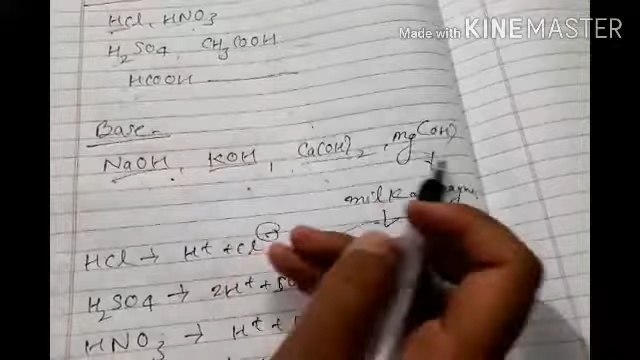 Made with KINEMASTER
HCl, HNO3
H2SO4, CH3COOH
HCOOH
Base -
NaOH, KOH, Ca(OH)2, Mg(OH)
milk
HCl → H+ + Cl-
H2SO4 → 2H+ +
HNO3 → H+ +